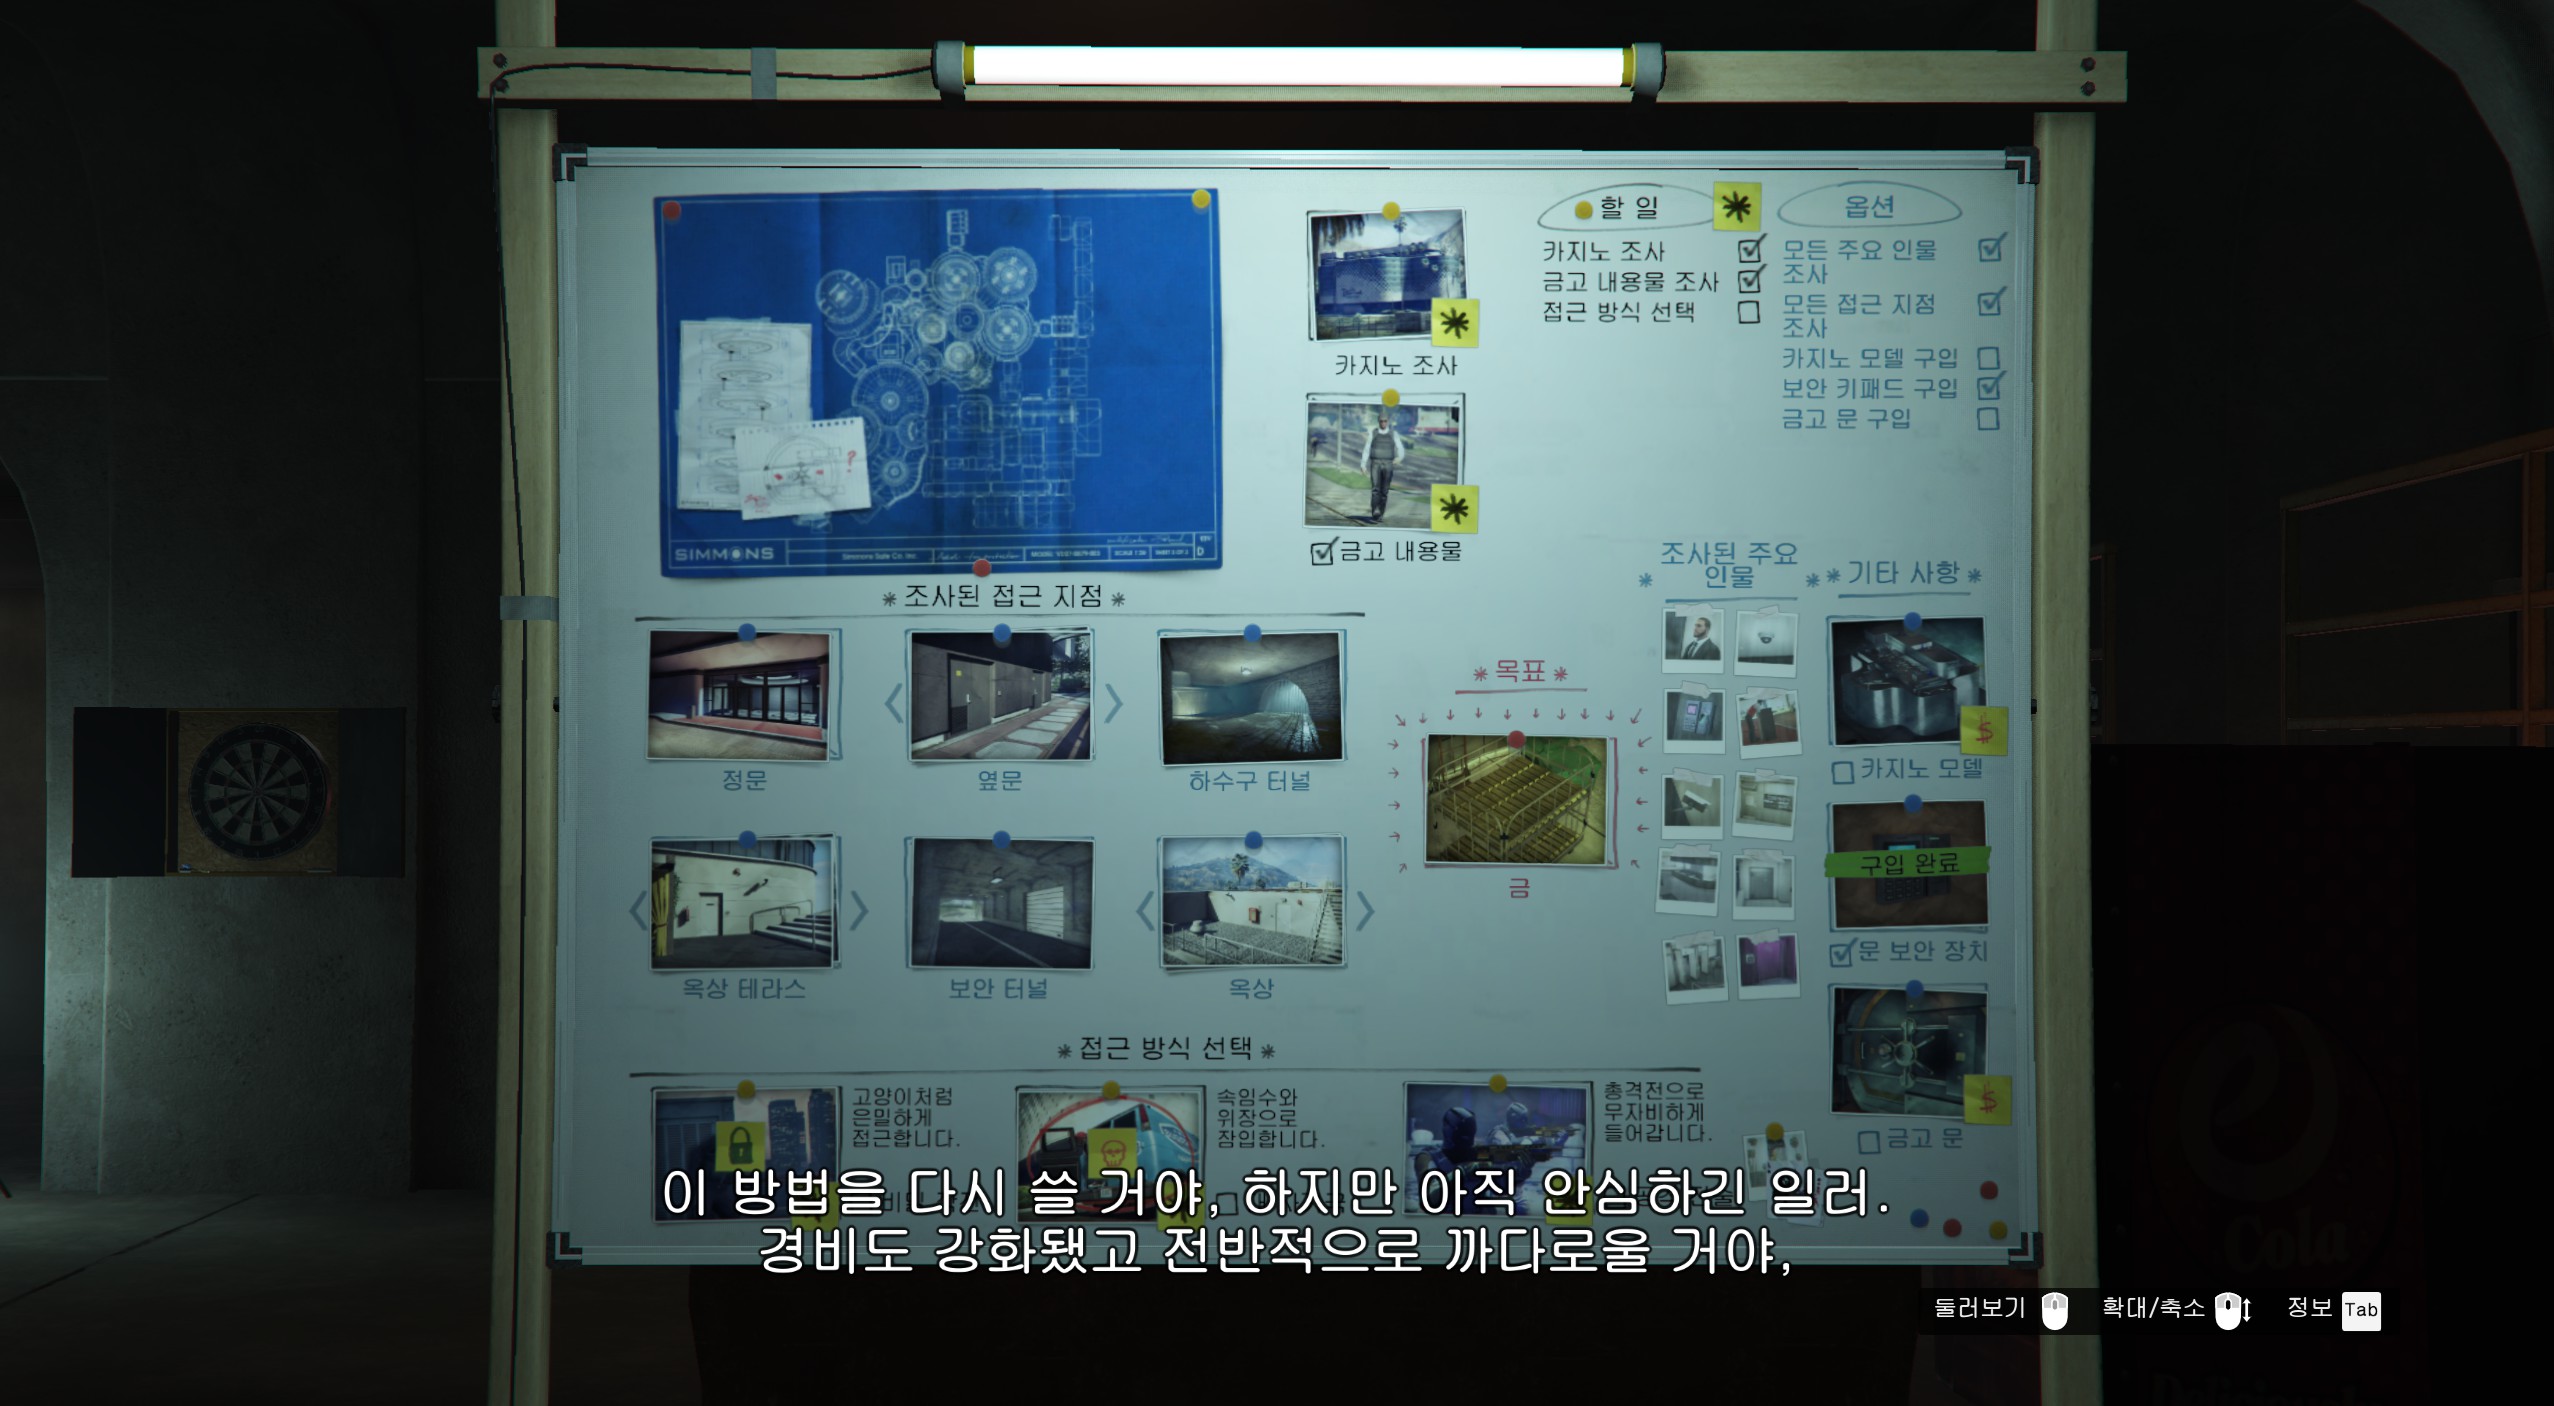 할 일
카지노 조사
금고 내용물 조사
접근 방식 선택
옵션
모든 주요 인물
조사
모든 접근 지점
조사
카지노 모델 구입
보안 키패드 구입
금고 문 구입
카지노 조사
금고 내용물
SIMMONS
Simmons Safe Co. Inc.
조사된 접근 지점
정문
옆문
하수구 터널
옥상 테라스
보안 터널
옥상
목표
금
조사된 주요
인물
기타 사항
$
카지노 모델
구입 완료
문 보안 장치
$
금고 문
접근 방식 선택
고양이처럼
은밀하게
접근합니다.
속임수와
위장으로
잠입합니다.
총격전으로
무자비하게
들어갑니다.
이 방법을 다시 쓸 거야, 하지만 아직 안심하긴 일러.
경비도 강화됐고 전반적으로 까다로울 거야,
Cola
둘러보기
확대/축소
정보
Tab